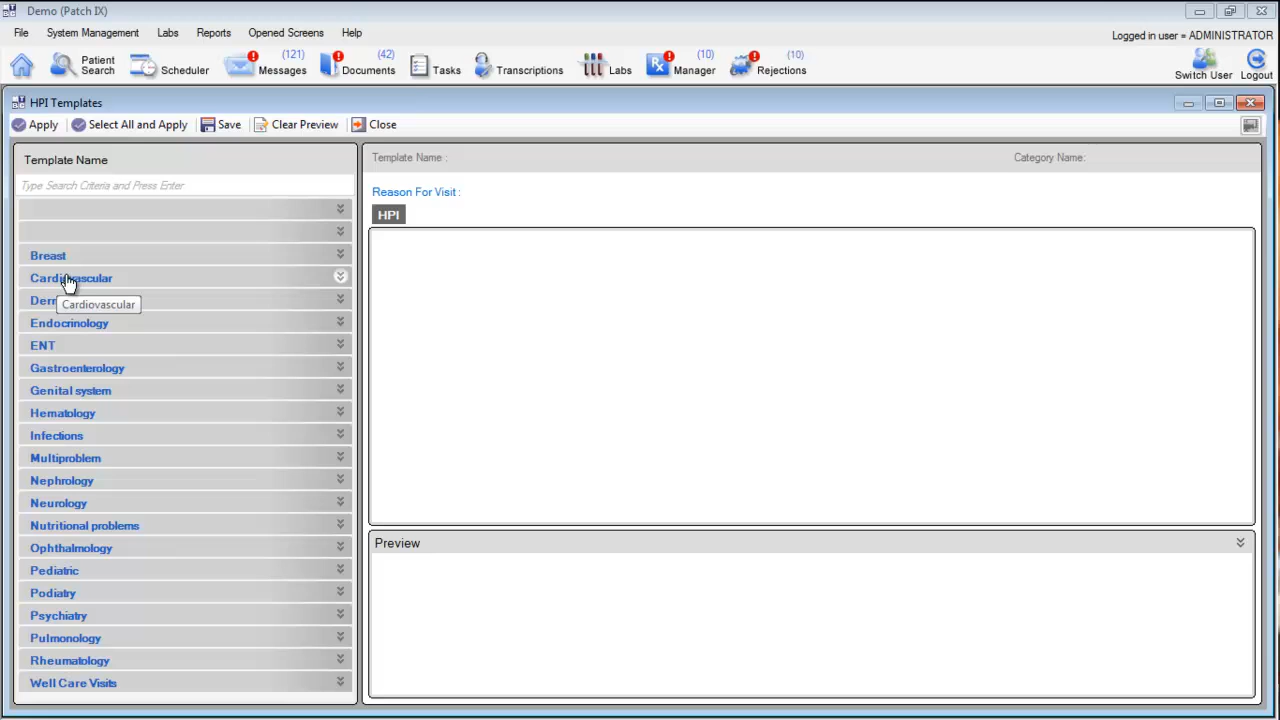 Demo (Patch IX)
File System Management Labs Reports Opened Screens Help
Logged in user = ADMINISTRATOR
Patient Search Scheduler Messages (121) Documents (42) Tasks Transcriptions Labs Manager (10) Rejections (10) Switch User Logout
HPI Templates
Apply Select All and Apply Save Clear Preview Close
Template Name
Type Search Criteria and Press Enter
Breast
Cardiovascular
Cardiovascular
Endocrinology
ENT
Gastroenterology
Genital system
Hematology
Infections
Multiproblem
Nephrology
Neurology
Nutritional problems
Ophthalmology
Pediatric
Podiatry
Psychiatry
Pulmonology
Rheumatology
Well Care Visits
Template Name : Category Name:
Reason For Visit :
HPI
Preview